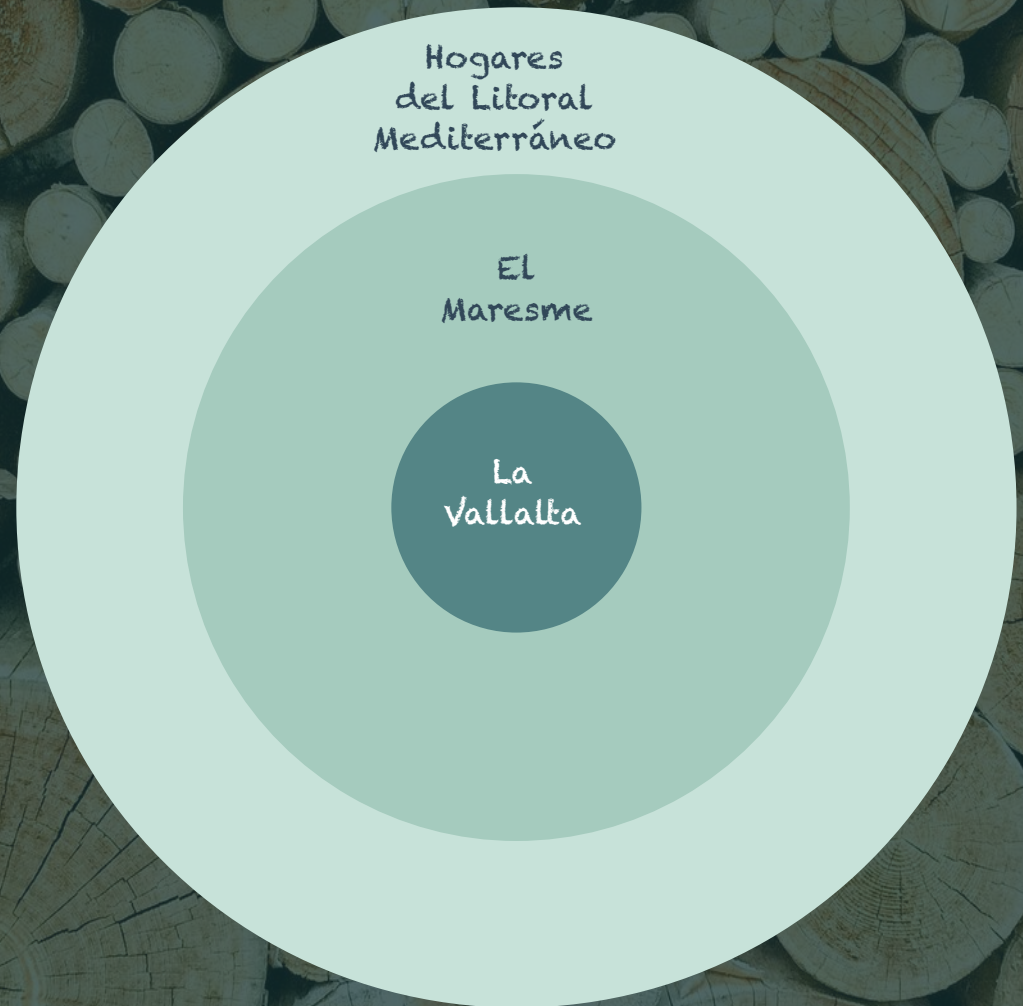 Hogares
del Litoral
Mediterráneo
El
Maresme
La
Vallalta